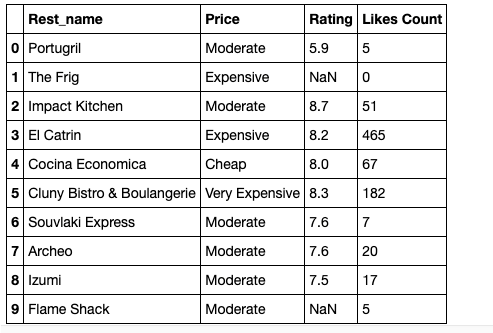 Rest_name Price Rating Likes Count
0 Portugril Moderate 5.9 5
1 The Frig Expensive NaN 0
2 Impact Kitchen Moderate 8.7 51
3 El Catrin Expensive 8.2 465
4 Cocina Economica Cheap 8.0 67
5 Cluny Bistro & Boulangerie Very Expensive 8.3 182
6 Souvlaki Express Moderate 7.6 7
7 Archeo Moderate 7.6 20
8 Izumi Moderate 7.5 17
9 Flame Shack Moderate NaN 5